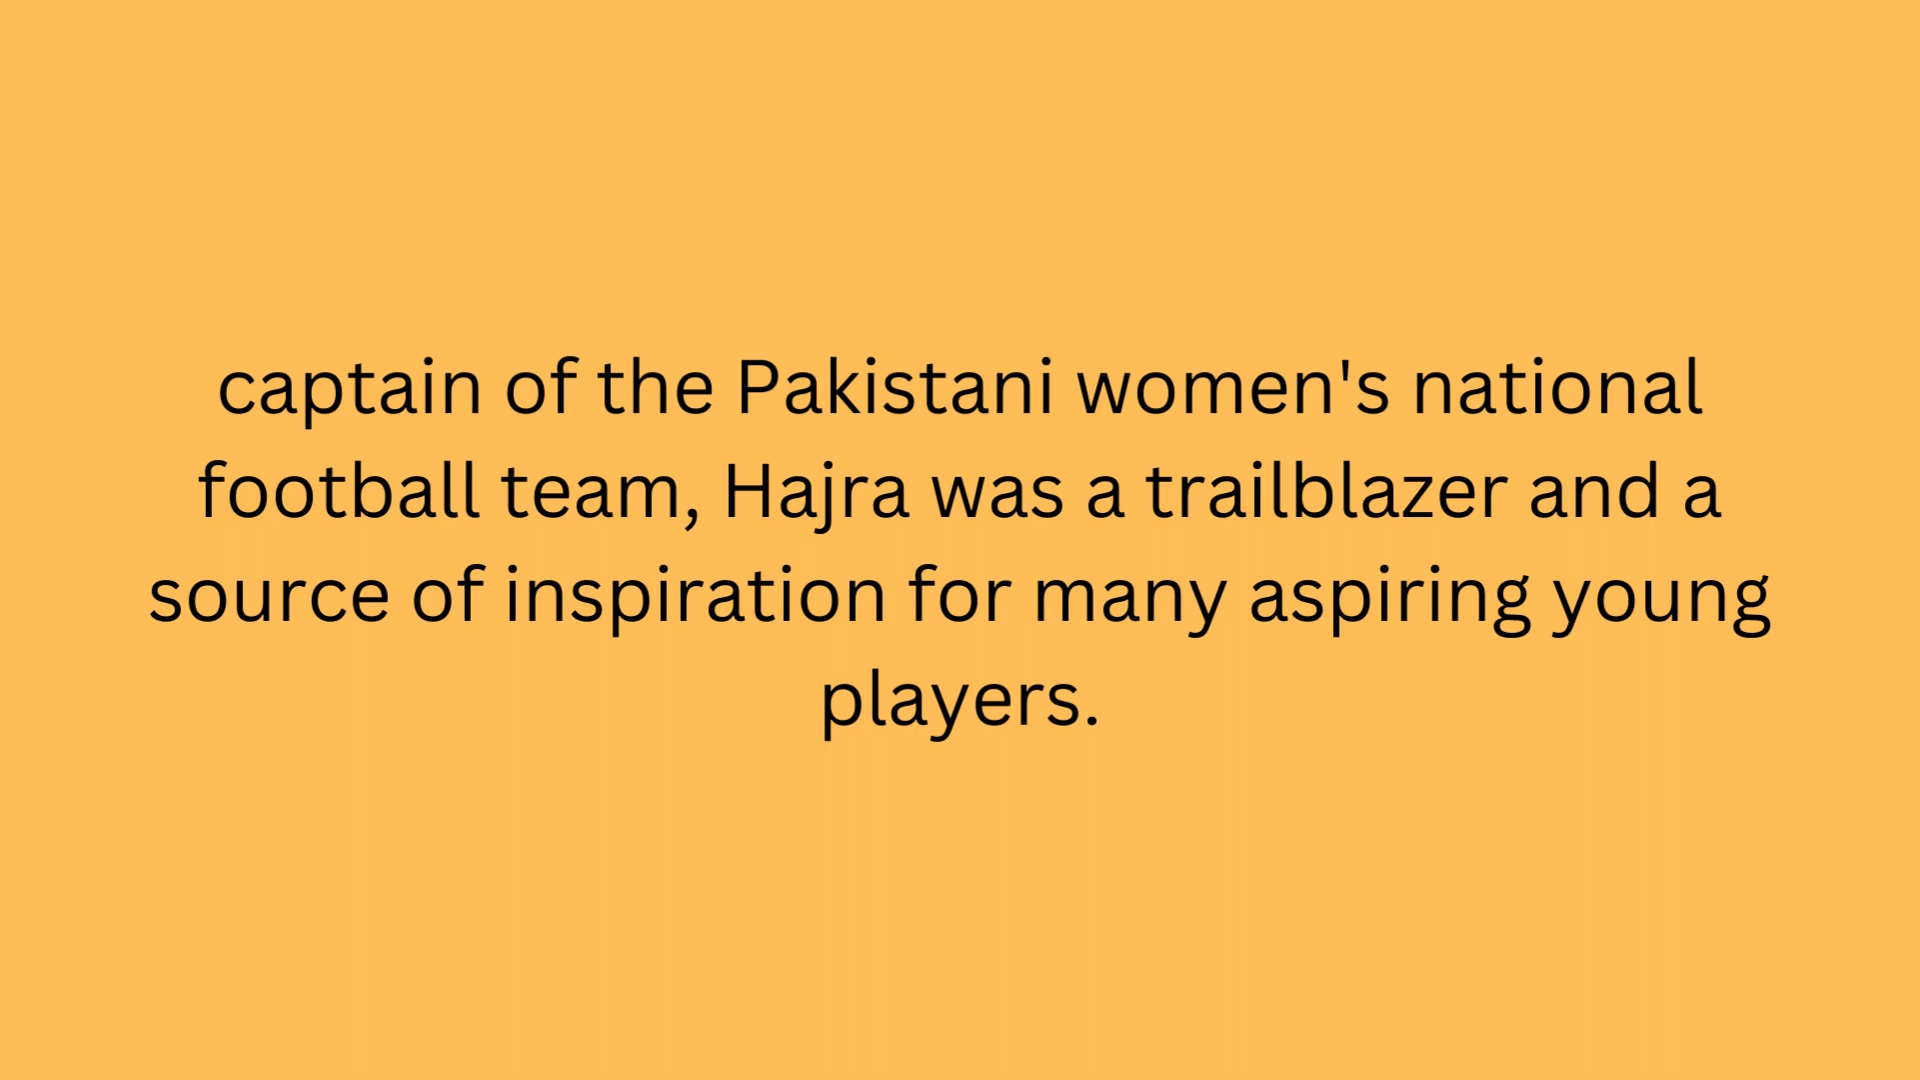 captain of the Pakistani women's national
football team, Hajra was a trailblazer and a
source of inspiration for many aspiring young
players.